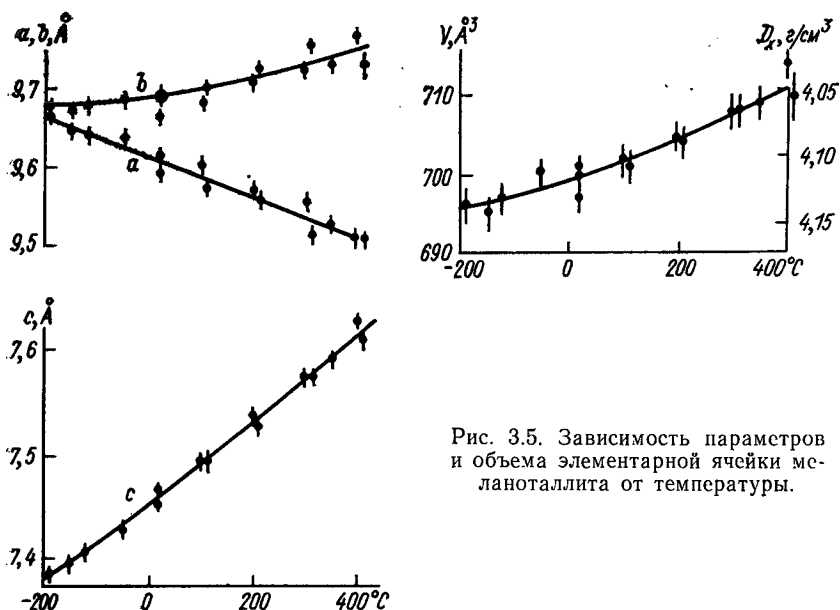 a, b, Å
9,7
9,6
9,5
b
a
V, Å³
710
700
690
-200 0 200 400°C
Dₓ, г/см³
4,05
4,10
4,15
c, Å
7,6
7,5
7,4
c
-200 0 200 400°C
Рис. 3.5. Зависимость параметров
и объема элементарной ячейки ме-
ланоталлита от температуры.